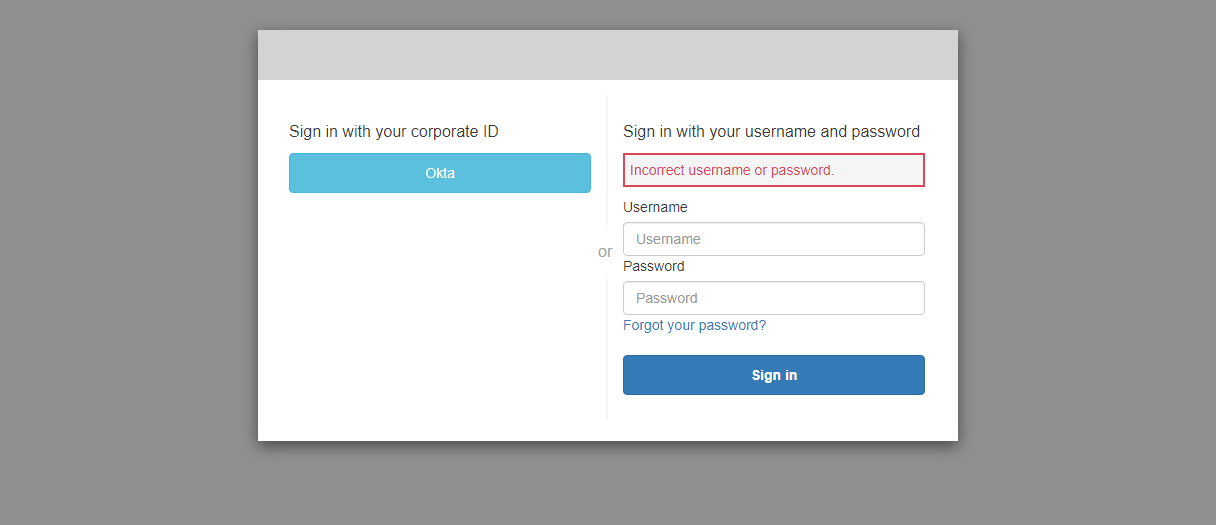 Sign in with your corporate ID
Okta
or
Sign in with your username and password
Incorrect username or password.
Username
Username
Password
Password
Forgot your password?
Sign in